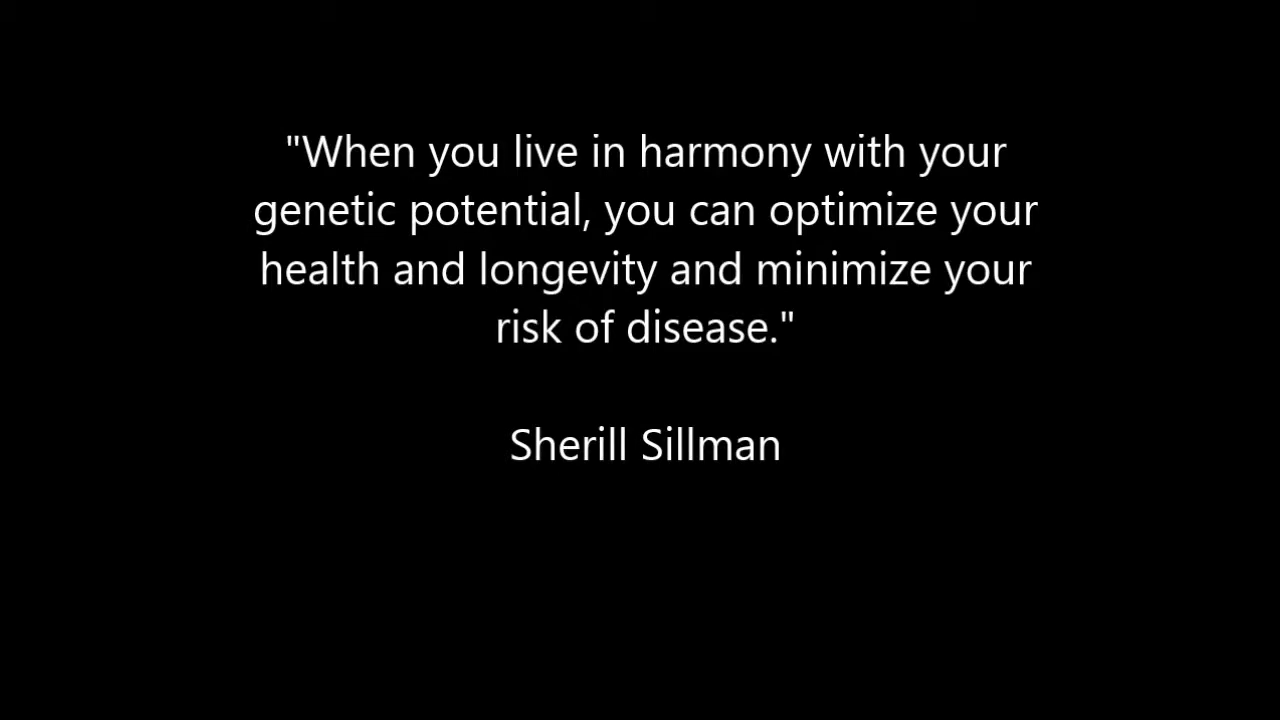 "When you live in harmony with your
genetic potential, you can optimize your
health and longevity and minimize your
risk of disease."
Sherill Sillman